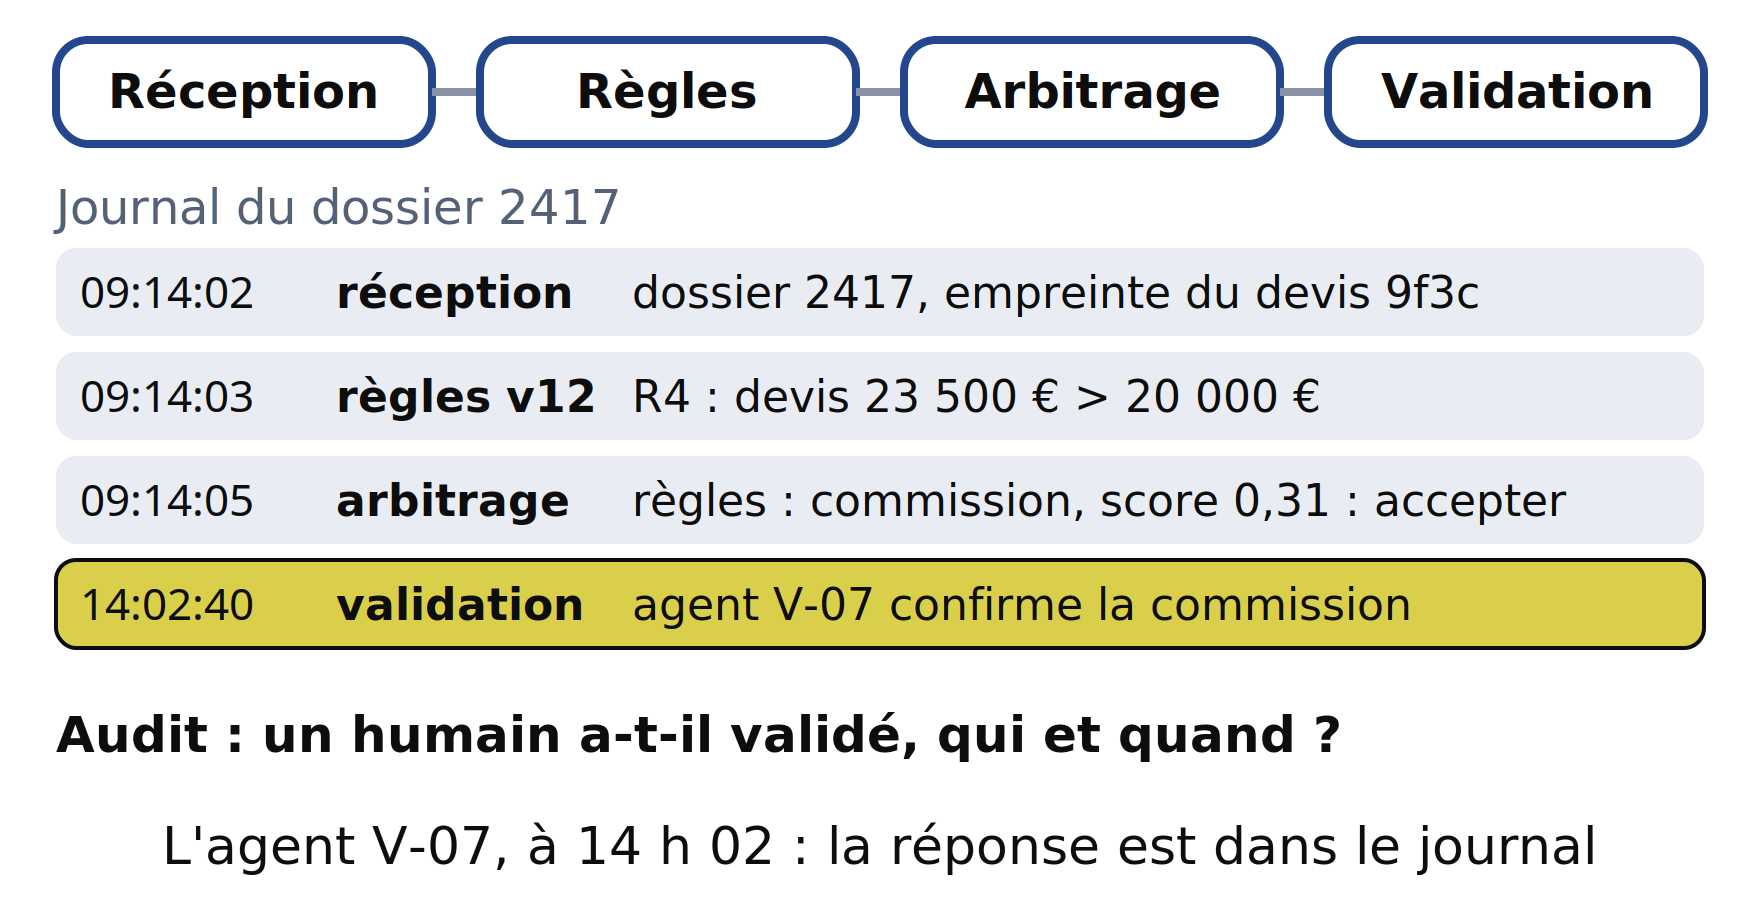 Réception Règles Arbitrage Validation
Journal du dossier 2417
09:14:02 réception dossier 2417, empreinte du devis 9f3c
09:14:03 règles v12 R4 : devis 23 500 € > 20 000 €
09:14:05 arbitrage règles : commission, score 0,31 : accepter
14:02:40 validation agent V-07 confirme la commission
Audit : un humain a-t-il validé, qui et quand ?
L'agent V-07, à 14 h 02 : la réponse est dans le journal